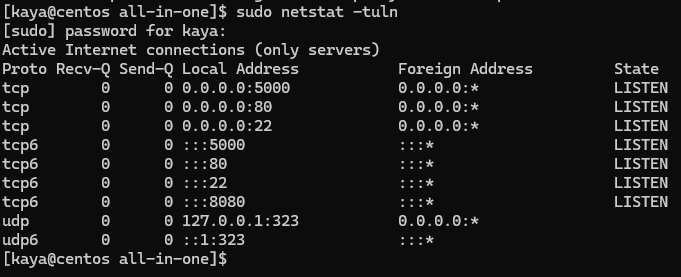 [kaya@centos all-in-one]$ sudo netstat -tuln
[sudo] password for kaya:
Active Internet connections (only servers)
Proto Recv-Q Send-Q Local Address           Foreign Address         State
tcp        0      0 0.0.0.0:5000            0.0.0.0:*               LISTEN
tcp        0      0 0.0.0.0:80              0.0.0.0:*               LISTEN
tcp        0      0 0.0.0.0:22              0.0.0.0:*               LISTEN
tcp6       0      0 :::5000                 :::*                    LISTEN
tcp6       0      0 :::80                   :::*                    LISTEN
tcp6       0      0 :::22                   :::*                    LISTEN
tcp6       0      0 :::8080                 :::*                    LISTEN
udp        0      0 127.0.0.1:323           0.0.0.0:*
udp6       0      0 ::1:323                 :::*
[kaya@centos all-in-one]$